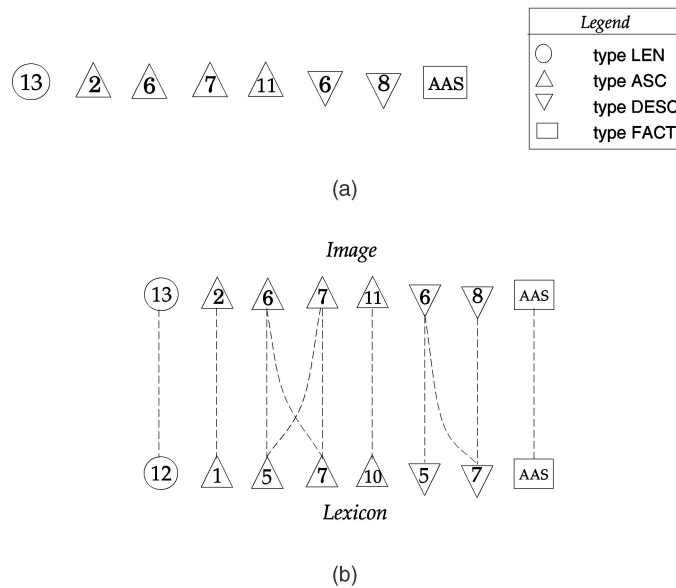 Legend
type LEN
type ASC
type DESC
type FACT
13 2 6 7 11 6 8 AAS
(a)
Image
13 2 6 7 11 6 8 AAS
12 1 5 7 10 5 7 AAS
Lexicon
(b)